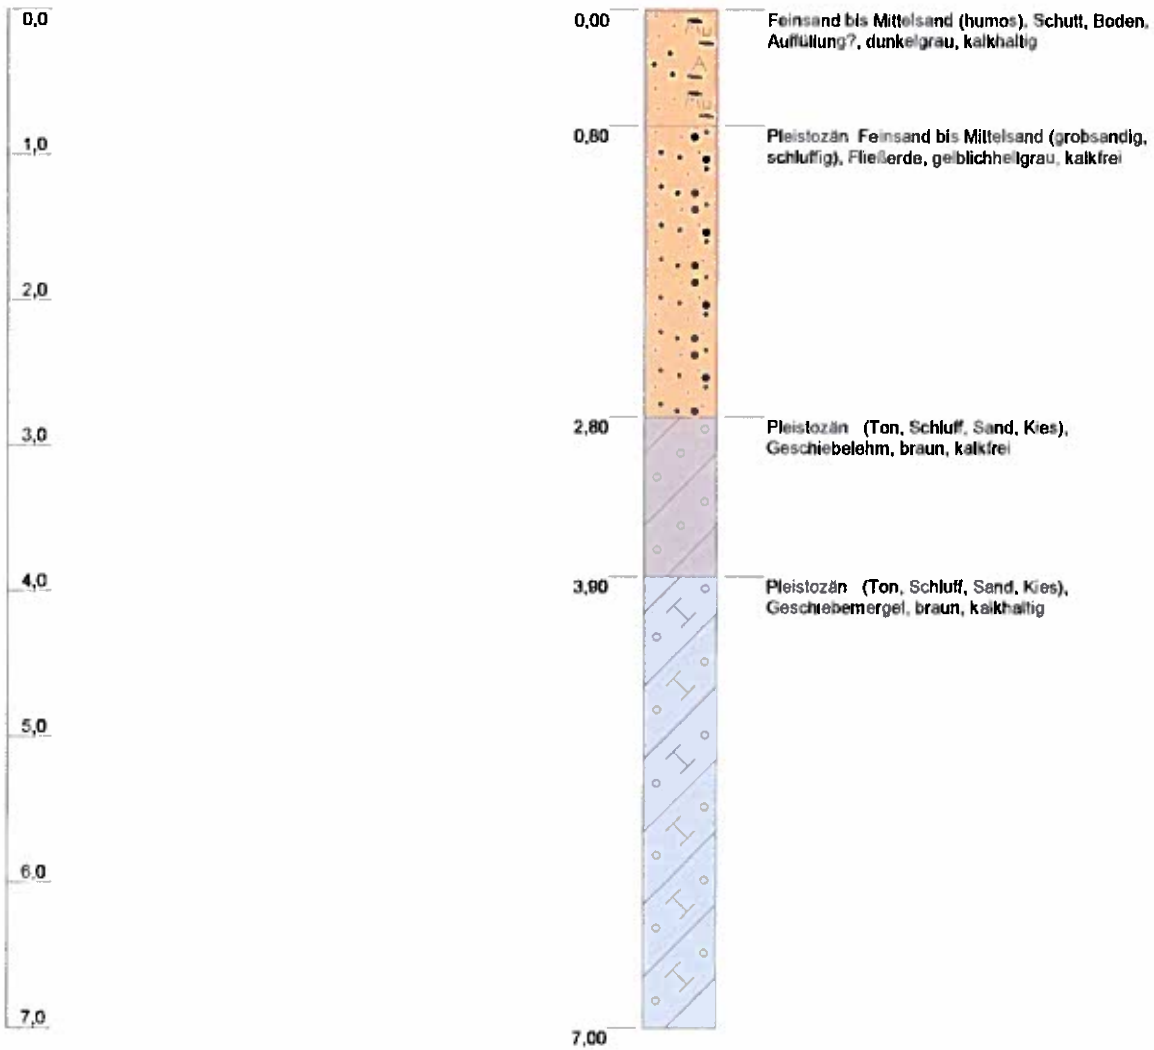 0,0
0,00
Feinsand bis Mittelsand (humos), Schutt, Boden,
Auffüllung?, dunkelgrau, kalkhaltig
A
0,80
Pleistozän Feinsand bis Mittelsand (grobsandig,
schluffig), Fließerde, gelblichhellgrau, kalkfrei
1,0
2,0
2,80
Pleistozän (Ton, Schluff, Sand, Kies),
Geschiebelehm, braun, kalkfrei
3,0
3,90
Pleistozän (Ton, Schluff, Sand, Kies),
Geschiebemergel, braun, kalkhaltig
4,0
5,0
6,0
7,0
7,00